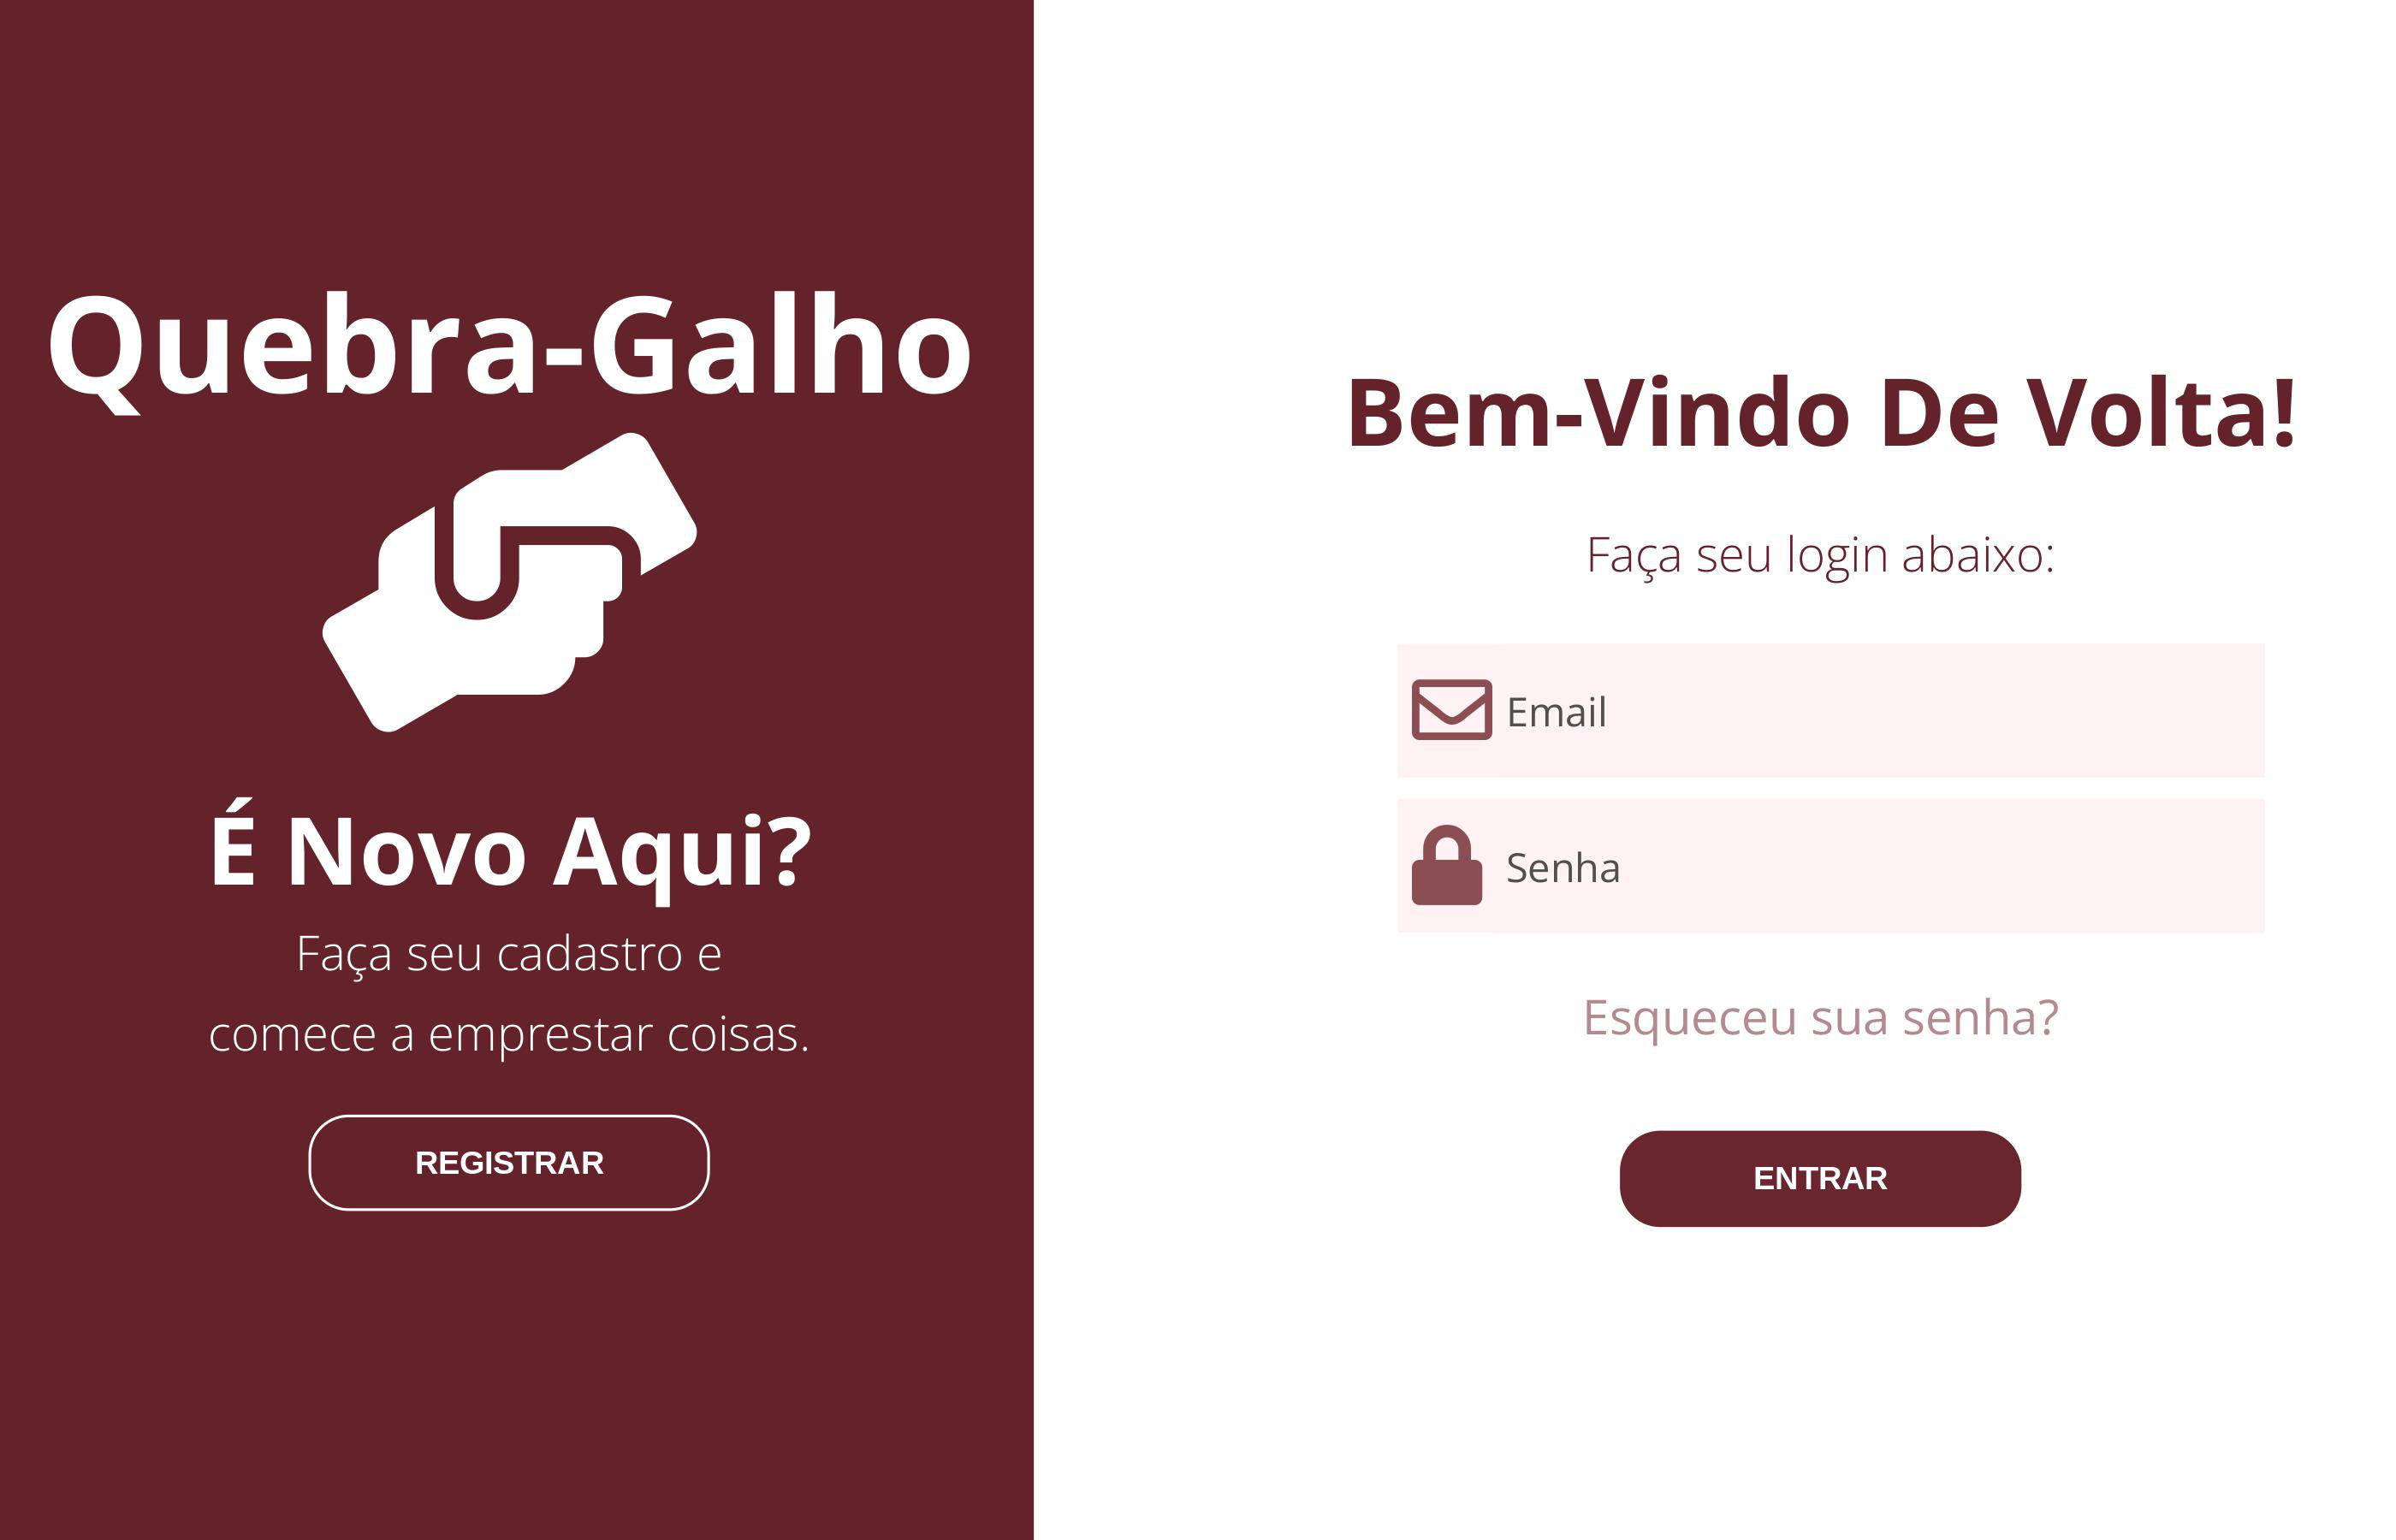 Quebra-Galho
É Novo Aqui?
Faça seu cadastro e
comece a emprestar coisas.
REGISTRAR
Bem-Vindo De Volta!
Faça seu login abaixo:
Email
Senha
Esqueceu sua senha?
ENTRAR